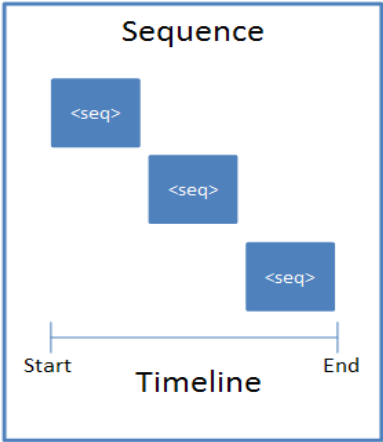 Sequence
<seq>
<seq>
<seq>
Start
End
Timeline